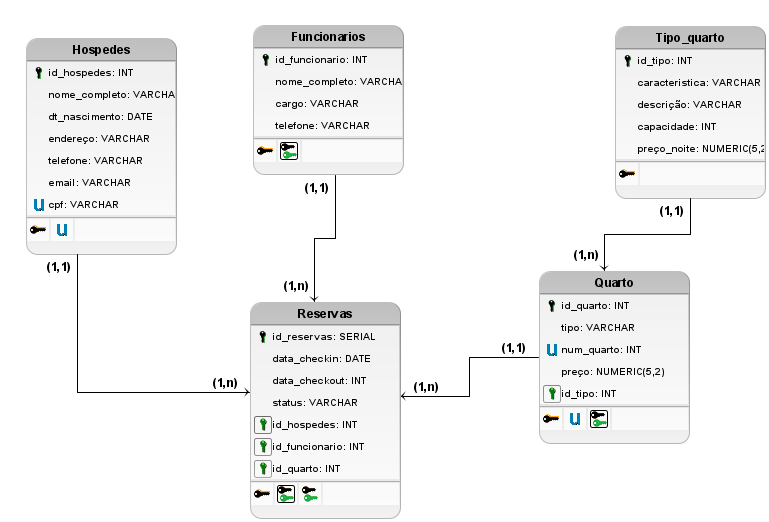 Hospedes
id_hospedes: INT
nome_completo: VARCHA
dt_nascimento: DATE
endereço: VARCHAR
telefone: VARCHAR
email: VARCHAR
U cpf: VARCHAR
U
(1,1)
Funcionarios
id_funcionario: INT
nome_completo: VARCHA
cargo: VARCHAR
telefone: VARCHAR
(1,1)
Tipo_quarto
id_tipo: INT
caracteristica: VARCHAR
descrição: VARCHAR
capacidade: INT
preço_noite: NUMERIC(5,2
(1,1)
(1,n)
Quarto
id_quarto: INT
tipo: VARCHAR
U num_quarto: INT
preço: NUMERIC(5,2)
id_tipo: INT
U
(1,1)
(1,n)
(1,n)
(1,n)
Reservas
id_reservas: SERIAL
data_checkin: DATE
data_checkout: INT
status: VARCHAR
id_hospedes: INT
id_funcionario: INT
id_quarto: INT